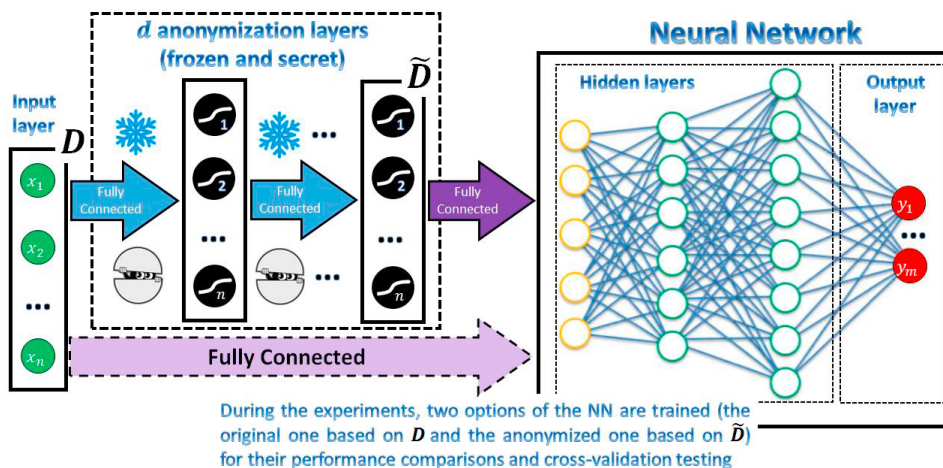 d anonymization layers
(frozen and secret)
Neural Network
Input
layer
D
D̃
Hidden layers
Output
layer
x₁
x₂
...
xₙ
Fully
Connected
1
2
...
n
...
Fully
Connected
...
1
2
...
n
Fully
Connected
y₁
...
yₘ
Fully Connected
During the experiments, two options of the NN are trained (the
original one based on D and the anonymized one based on D̃)
for their performance comparisons and cross-validation testing